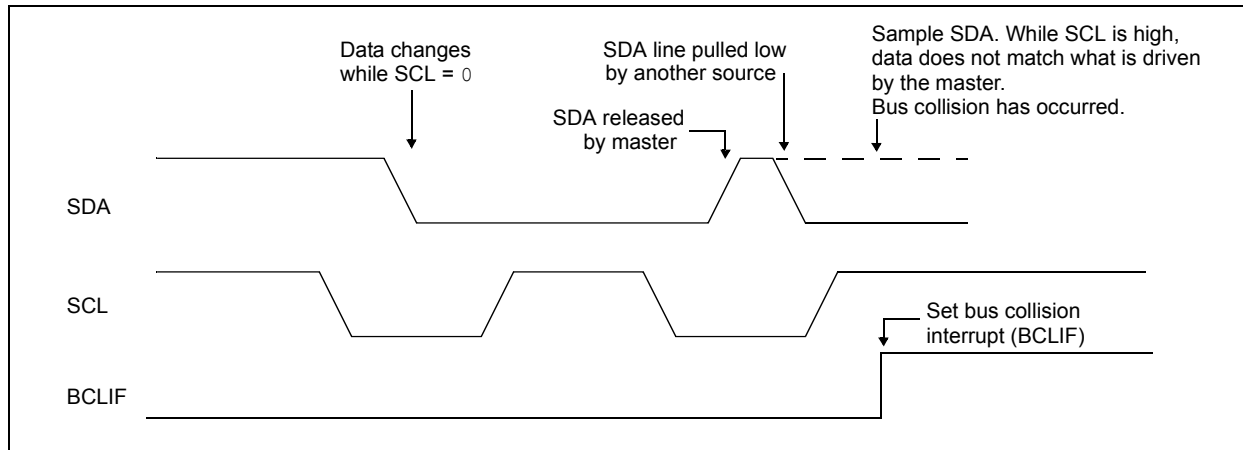 Data changes
while SCL = 0
SDA line pulled low
by another source
SDA released
by master
Sample SDA. While SCL is high,
data does not match what is driven
by the master.
Bus collision has occurred.
SDA
SCL
Set bus collision
interrupt (BCLIF)
BCLIF